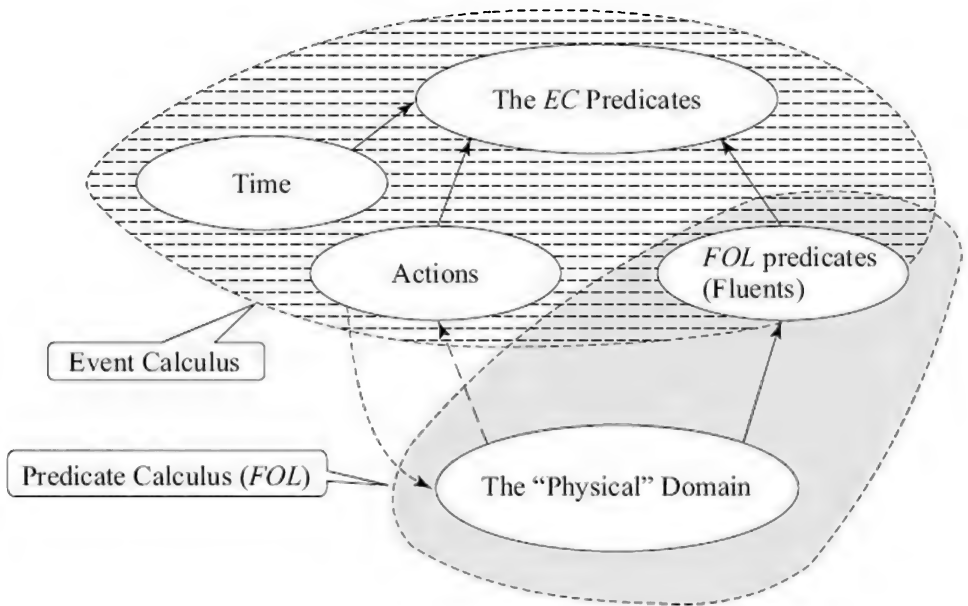 The EC Predicates
Time
Actions
FOL predicates
(Fluents)
Event Calculus
Predicate Calculus (FOL)
The “Physical” Domain